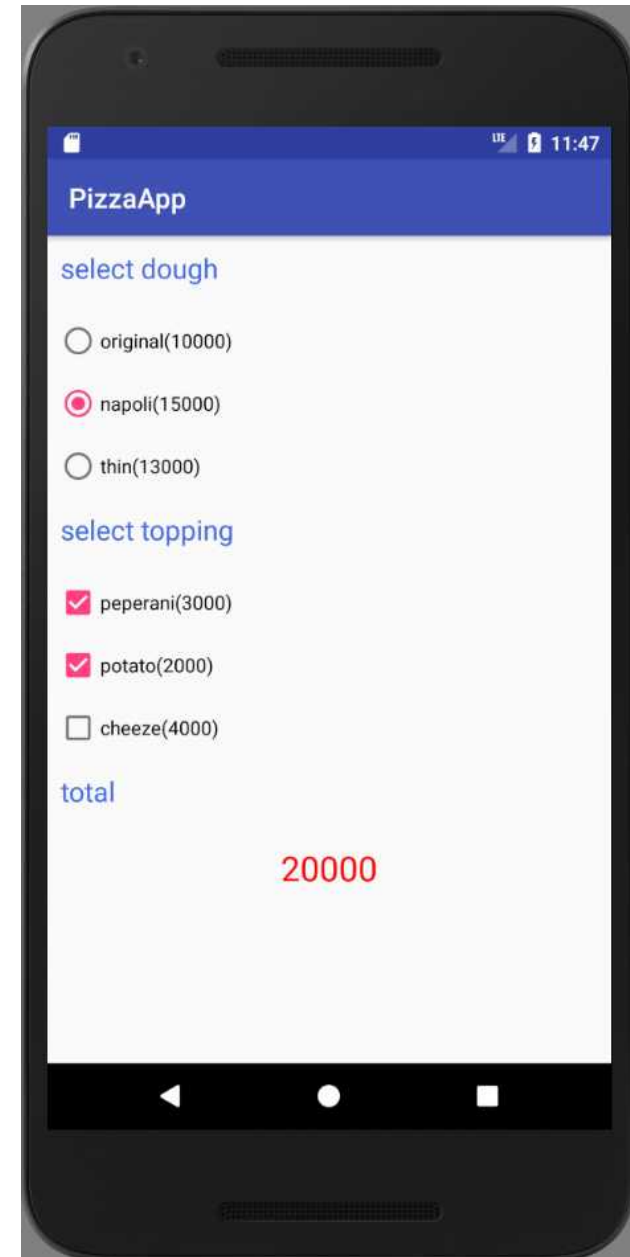 LTE 11:47
PizzaApp
select dough
original(10000)
napoli(15000)
thin(13000)
select topping
peperani(3000)
potato(2000)
cheeze(4000)
total
20000